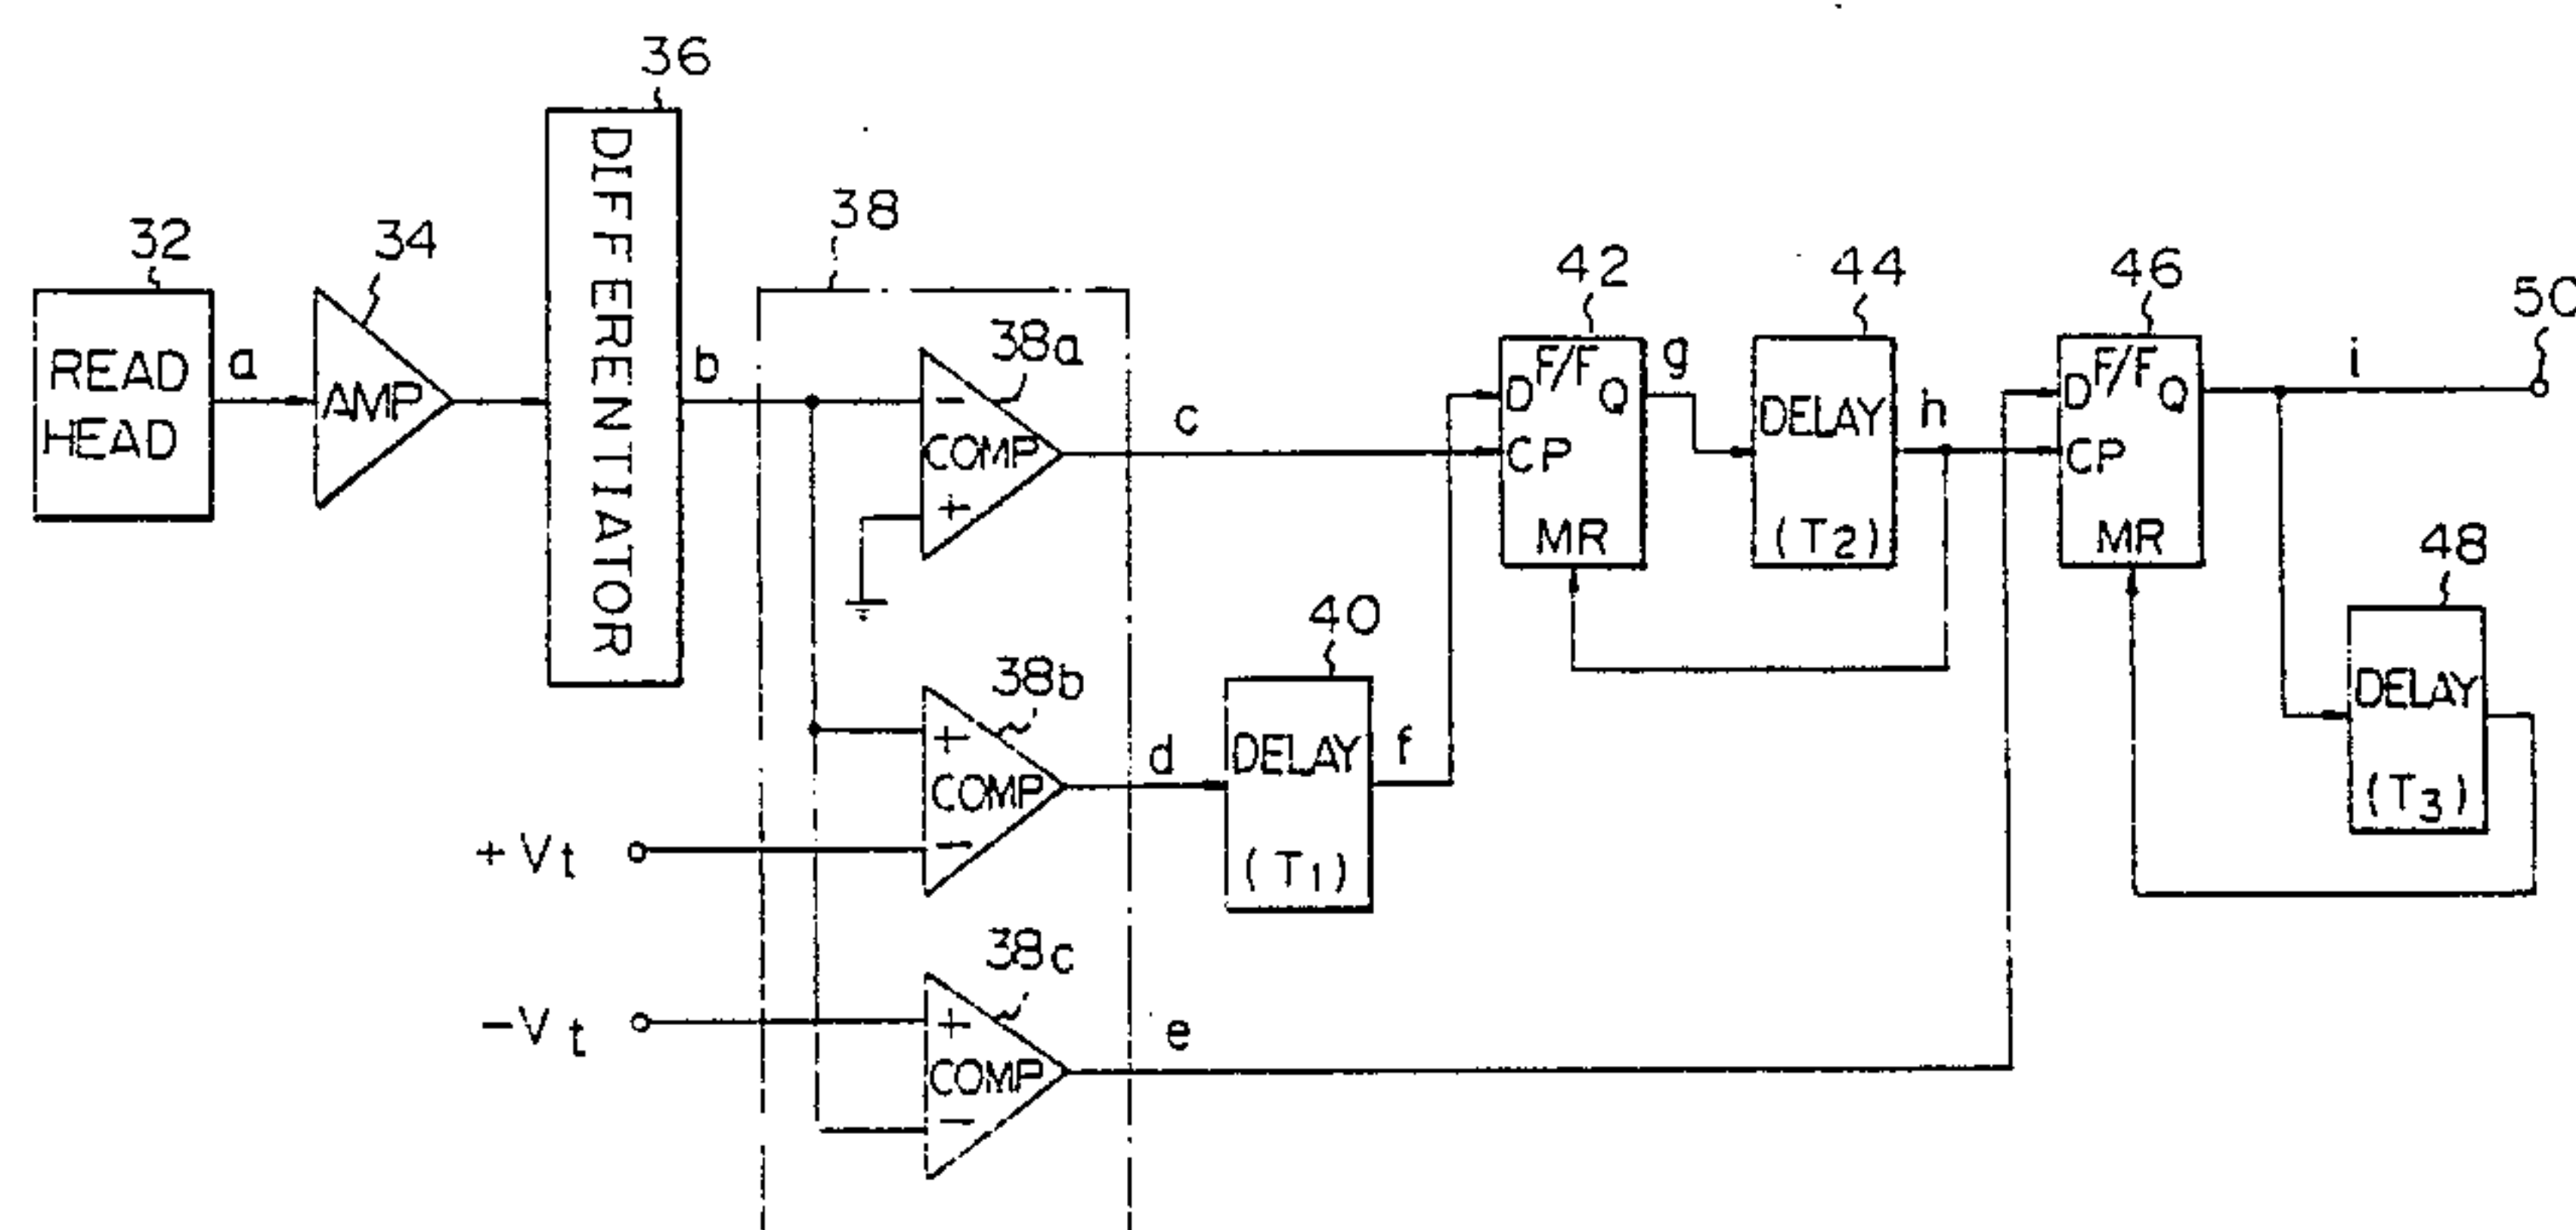 36
32
34
38
42
44
46
50
READ
HEAD
a
AMP
DIFFERENTIATOR
b
38a
-
COMP
+
c
F/F
D
Q
CP
MR
g
DELAY
(T2)
h
F/F
D
Q
CP
MR
i
48
DELAY
(T3)
40
DELAY
(T1)
f
38b
+
COMP
-
d
+Vt
38c
-Vt
+
COMP
-
e